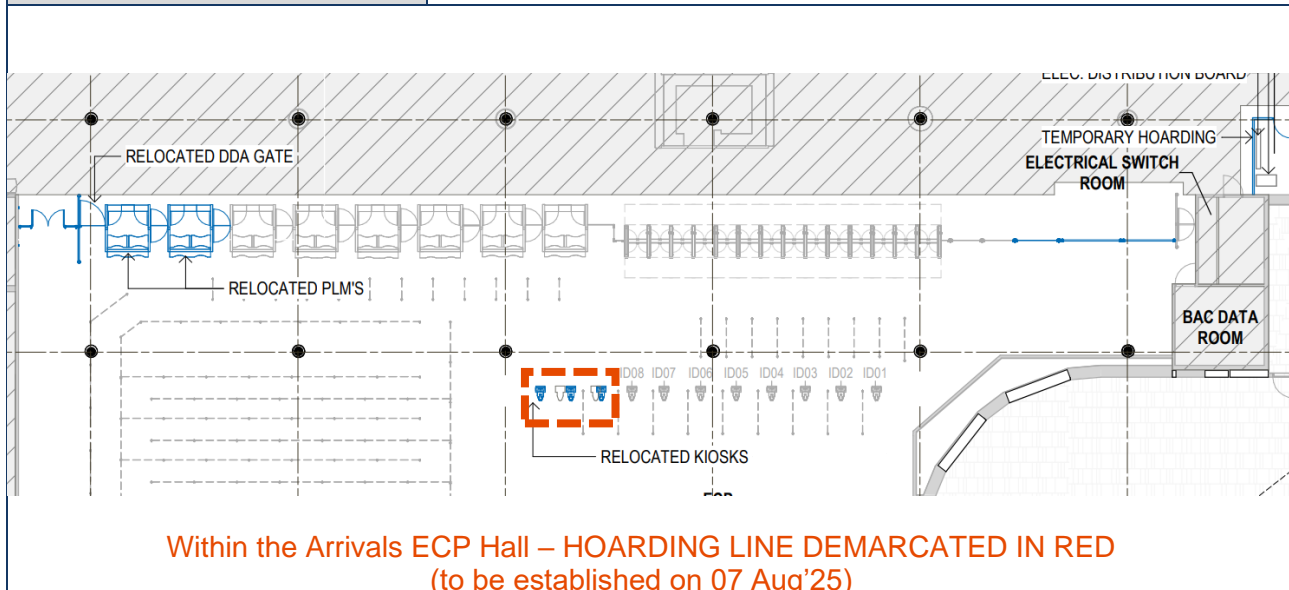 ELEC. DISTRIBUTION BOARD
TEMPORARY HOARDING
RELOCATED DDA GATE
ELECTRICAL SWITCH
ROOM
RELOCATED PLM'S
BAC DATA
ROOM
ID08 ID07 ID06 ID05 ID04 ID03 ID02 ID01
RELOCATED KIOSKS
Within the Arrivals ECP Hall – HOARDING LINE DEMARCATED IN RED
(to be established on 07 Aug'25)